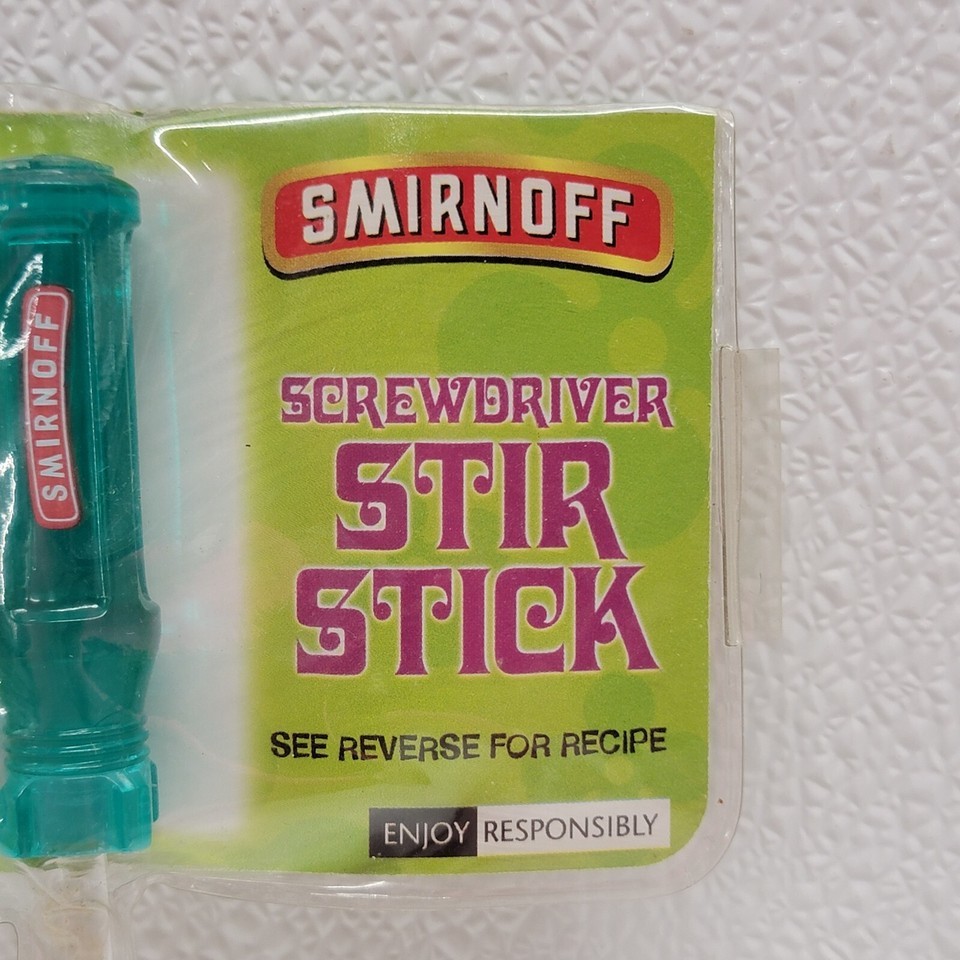 SMIRNOFF
SMIRNOFF
SCREWDRIVER
STIR
STICK
SEE REVERSE FOR RECIPE
ENJOY RESPONSIBLY